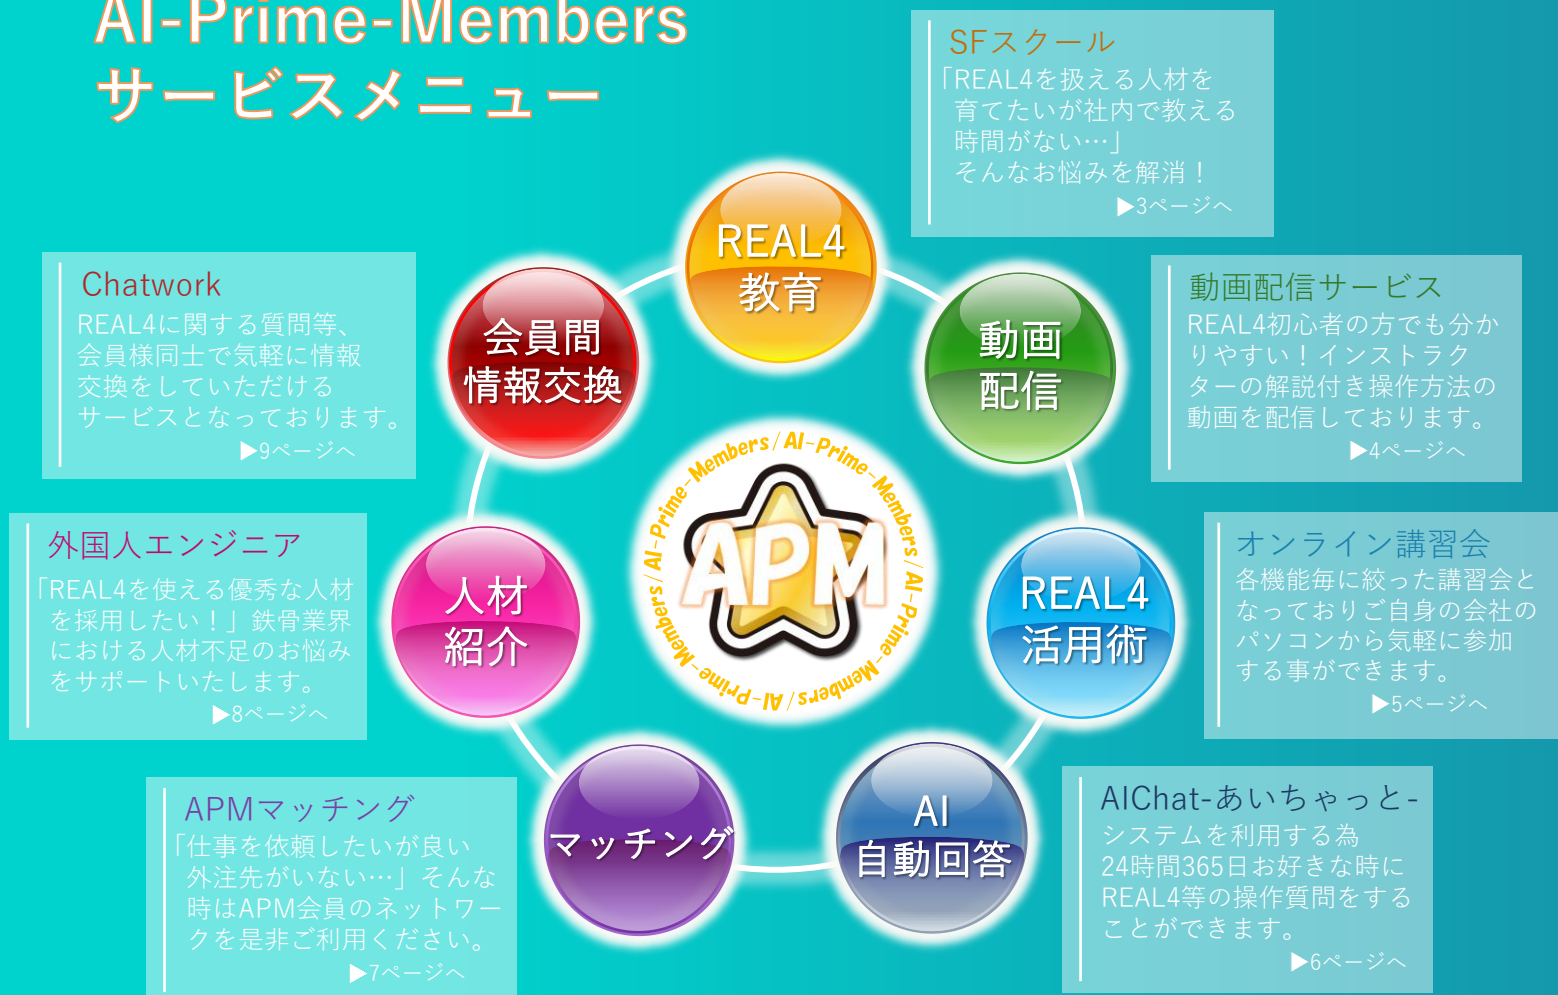 AI-Prime-Members
サービスメニュー
SFスクール
「REAL4を扱える人材を
育てたいが社内で教える
時間がない…」
そんなお悩みを解消！
▶3ページへ
REAL4
教育
動画
配信
動画配信サービス
REAL4初心者の方でも分か
りやすい！インストラク
ターの解説付き操作方法の
動画を配信しております。
▶4ページへ
REAL4
活用術
オンライン講習会
各機能毎に絞った講習会と
なっておりご自身の会社の
パソコンから気軽に参加
する事ができます。
▶5ページへ
AI
自動回答
AIChat-あいちゃっと-
システムを利用する為
24時間365日お好きな時に
REAL4等の操作質問をする
ことができます。
▶6ページへ
マッチング
APMマッチング
「仕事を依頼したいが良い
外注先がいない…」そんな
時はAPM会員のネットワー
クを是非ご利用ください。
▶7ページへ
人材
紹介
外国人エンジニア
「REAL4を使える優秀な人材
を採用したい！」鉄骨業界
における人材不足のお悩み
をサポートいたします。
▶8ページへ
会員間
情報交換
Chatwork
REAL4に関する質問等、
会員様同士で気軽に情報
交換をしていただける
サービスとなっております。
▶9ページへ
AI-Prime-Members/AI-Prime-Members/AI-Prime-Members/AI-Prime-Members/
APM